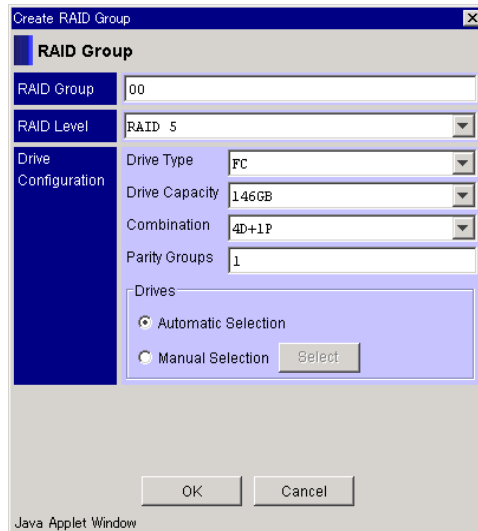 Create RAID Group
RAID Group
RAID Group 00
RAID Level RAID 5
Drive Configuration
Drive Type FC
Drive Capacity 146GB
Combination 4D+1P
Parity Groups 1
Drives
Automatic Selection
Manual Selection Select
OK Cancel
Java Applet Window